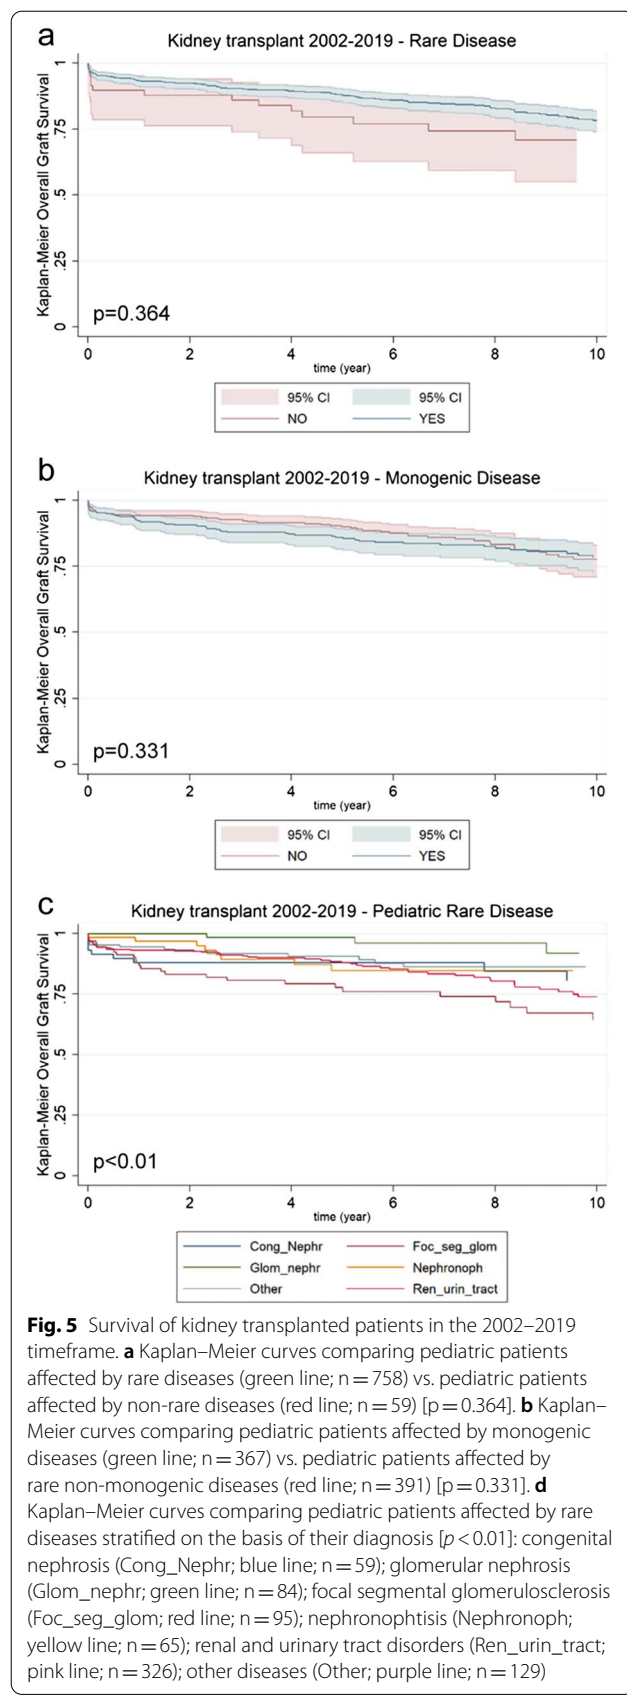 a
Kidney transplant 2002-2019 - Rare Disease
Kaplan-Meier Overall Graft Survival
1
.75
.5
.25
0
p=0.364
0 2 4 6 8 10
time (year)
95% CI 95% CI
NO YES
b
Kidney transplant 2002-2019 - Monogenic Disease
Kaplan-Meier Overall Graft Survival
1
.75
.5
.25
0
p=0.331
0 2 4 6 8 10
time (year)
95% CI 95% CI
NO YES
c
Kidney transplant 2002-2019 - Pediatric Rare Disease
Kaplan-Meier Overall Graft Survival
1
.75
.5
.25
0
p<0.01
0 2 4 6 8 10
time (year)
Cong_Nephr Foc_seg_glom
Glom_nephr Nephronoph
Other Ren_urin_tract
Fig. 5 Survival of kidney transplanted patients in the 2002–2019
timeframe. a Kaplan–Meier curves comparing pediatric patients
affected by rare diseases (green line; n = 758) vs. pediatric patients
affected by non-rare diseases (red line; n = 59) [p = 0.364]. b Kaplan–
Meier curves comparing pediatric patients affected by monogenic
diseases (green line; n = 367) vs. pediatric patients affected by
rare non-monogenic diseases (red line; n = 391) [p = 0.331]. d
Kaplan–Meier curves comparing pediatric patients affected by rare
diseases stratified on the basis of their diagnosis [p < 0.01]: congenital
nephrosis (Cong_Nephr; blue line; n = 59); glomerular nephrosis
(Glom_nephr; green line; n = 84); focal segmental glomerulosclerosis
(Foc_seg_glom; red line; n = 95); nephronophtisis (Nephronoph;
yellow line; n = 65); renal and urinary tract disorders (Ren_urin_tract;
pink line; n = 326); other diseases (Other; purple line; n = 129)